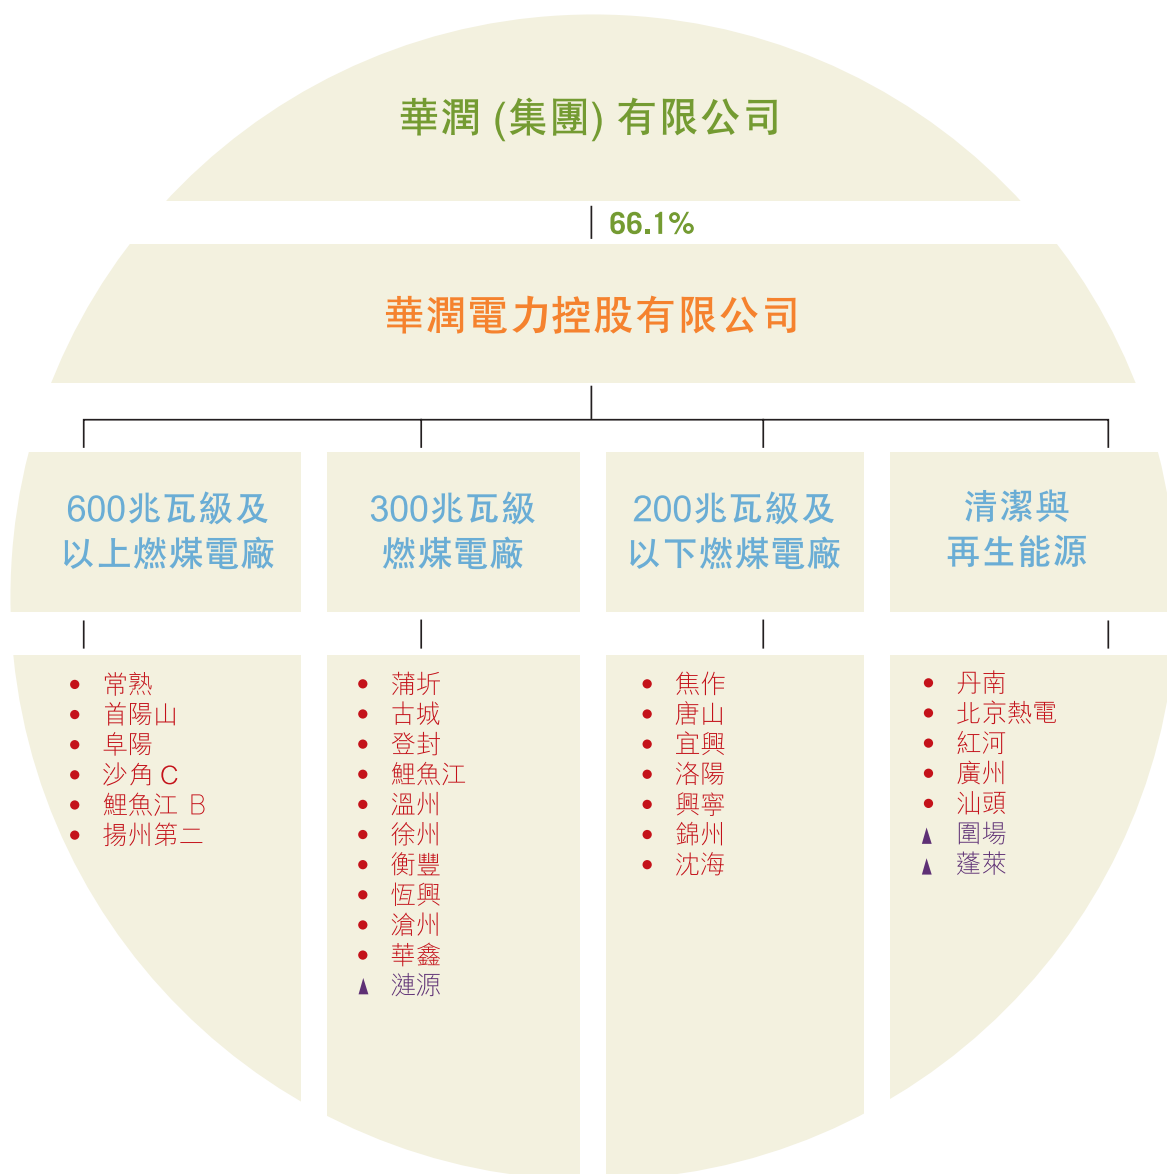 華潤 (集團) 有限公司
66.1%
華潤電力控股有限公司
600兆瓦級及
以上燃煤電廠
300兆瓦級
燃煤電廠
200兆瓦級及
以下燃煤電廠
清潔與
再生能源
• 常熟
• 首陽山
• 阜陽
• 沙角 C
• 鯉魚江 B
• 揚州第二
• 蒲圻
• 古城
• 登封
• 鯉魚江
• 溫州
• 徐州
• 衡豐
• 恆興
• 滄州
• 華鑫
▲ 漣源
• 焦作
• 唐山
• 宜興
• 洛陽
• 興寧
• 錦州
• 沈海
• 丹南
• 北京熱電
• 紅河
• 廣州
• 汕頭
▲ 圍場
▲ 蓬萊